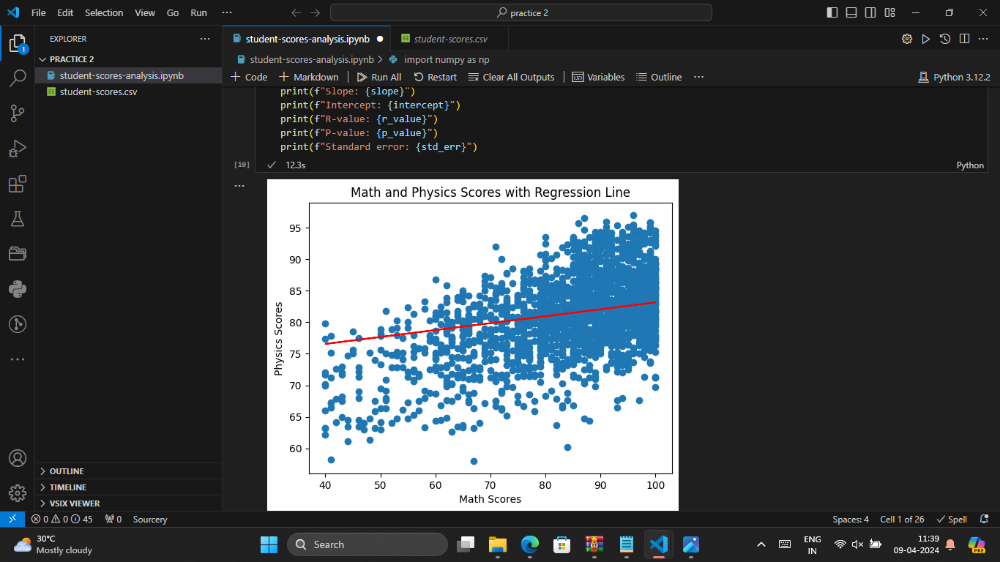 File Edit Selection View Go Run ···
practice 2
EXPLORER ···
PRACTICE 2
student-scores-analysis.ipynb
student-scores.csv
OUTLINE
TIMELINE
VSIX VIEWER
1
student-scores-analysis.ipynb
student-scores.csv
student-scores-analysis.ipynb > import numpy as np
+ Code + Markdown | Run All Restart Clear All Outputs | Variables Outline ···
Python 3.12.2
print(f"Slope: {slope}")
print(f"Intercept: {intercept}")
print(f"R-value: {r_value}")
print(f"P-value: {p_value}")
print(f"Standard error: {std_err}")
[10] ✓ 12.3s
Python
Math and Physics Scores with Regression Line
Physics Scores
95
90
85
80
75
70
65
60
40 50 60 70 80 90 100
Math Scores
0 0 45 0 Sourcery
Spaces: 4 Cell 1 of 26 ✓ Spell
30°C
Mostly cloudy
Search
ENG
IN
11:39
09-04-2024
PRE